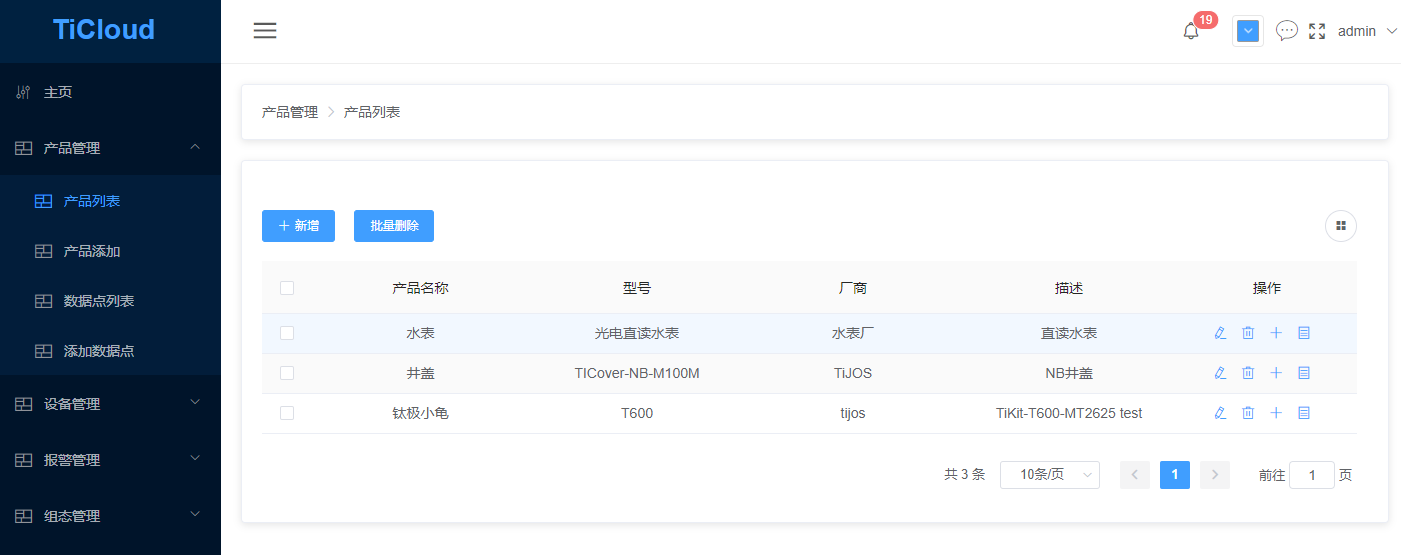 TiCloud
19
admin
主页
产品管理
产品列表
产品添加
数据点列表
添加数据点
设备管理
报警管理
组态管理
产品管理 > 产品列表
+ 新增 批量删除
产品名称 型号 厂商 描述 操作
水表 光电直读水表 水表厂 直读水表
井盖 TICover-NB-M100M TiJOS NB井盖
钛极小龟 T600 tijos TiKit-T600-MT2625 test
共 3 条 10条/页 < 1 > 前往 1 页